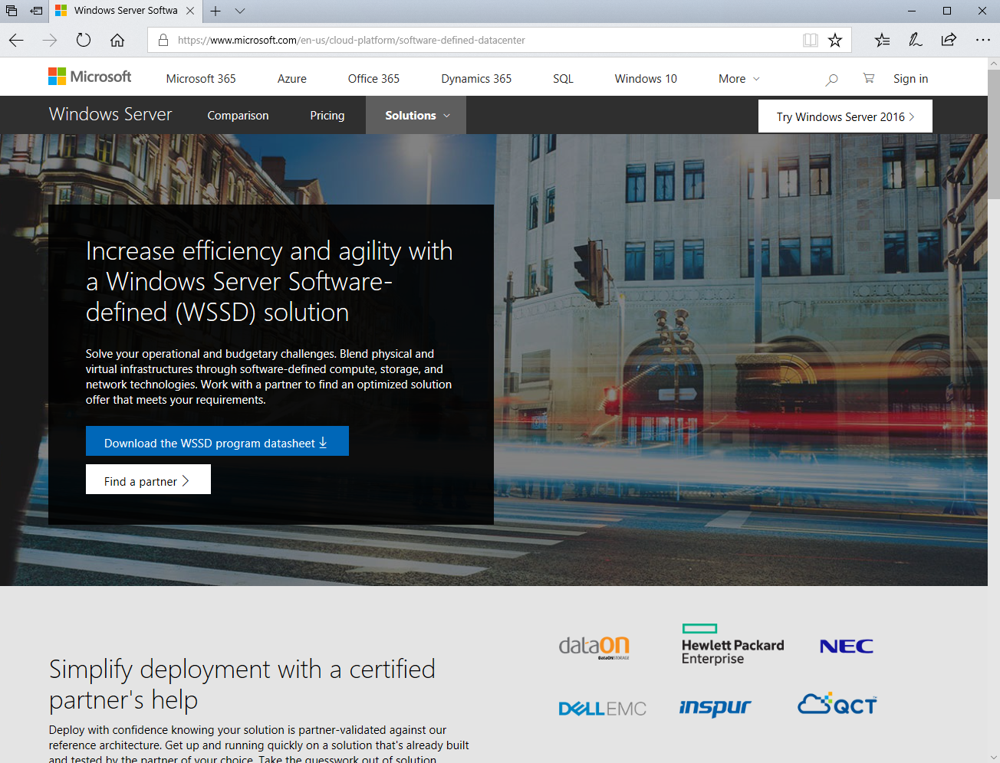 Windows Server Softwa
https://www.microsoft.com/en-us/cloud-platform/software-defined-datacenter
Microsoft
Microsoft 365
Azure
Office 365
Dynamics 365
SQL
Windows 10
More
Sign in
Windows Server
Comparison
Pricing
Solutions
Try Windows Server 2016
Increase efficiency and agility with
a Windows Server Software-
defined (WSSD) solution
Solve your operational and budgetary challenges. Blend physical and
virtual infrastructures through software-defined compute, storage, and
network technologies. Work with a partner to find an optimized solution
offer that meets your requirements.
Download the WSSD program datasheet
Find a partner
Simplify deployment with a certified
partner's help
Deploy with confidence knowing your solution is partner-validated against our
reference architecture. Get up and running quickly on a solution that's already built
and tested by the partner of your choice. Take the guesswork out of solution
dataON
DataON STORAGE
Hewlett Packard
Enterprise
NEC
DELL EMC
inspur
QCT